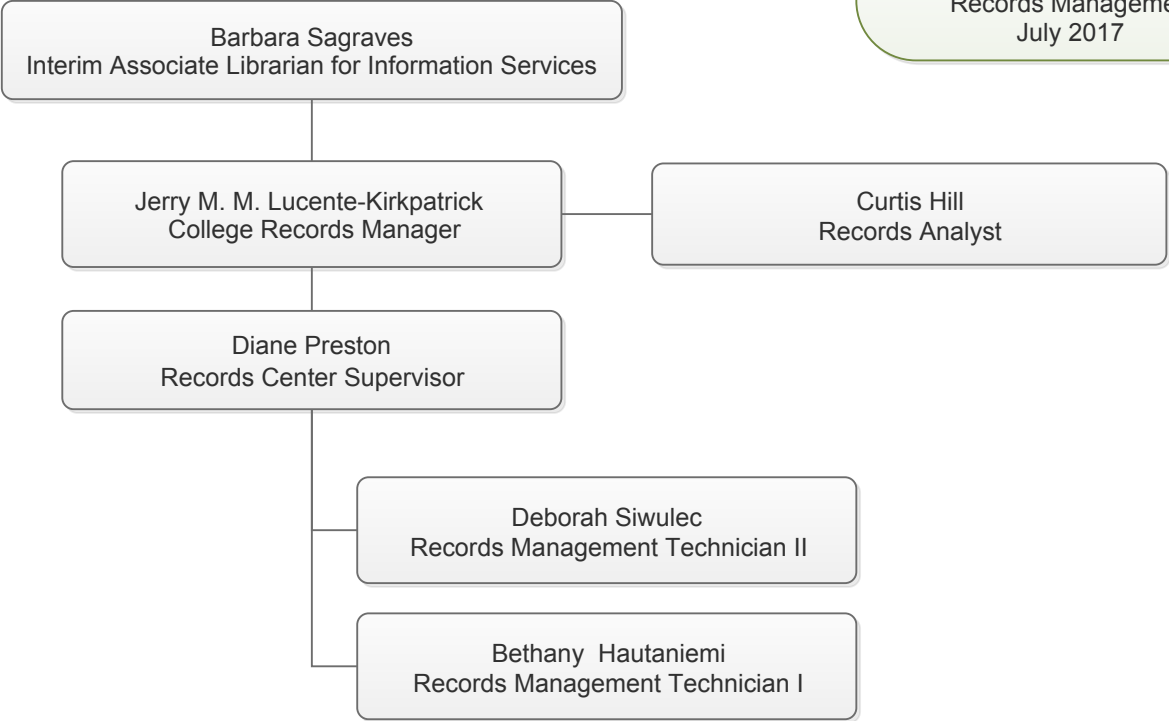 Records Manageme
July 2017
Barbara Sagraves
Interim Associate Librarian for Information Services
Jerry M. M. Lucente-Kirkpatrick
College Records Manager
Curtis Hill
Records Analyst
Diane Preston
Records Center Supervisor
Deborah Siwulec
Records Management Technician II
Bethany  Hautaniemi
Records Management Technician I